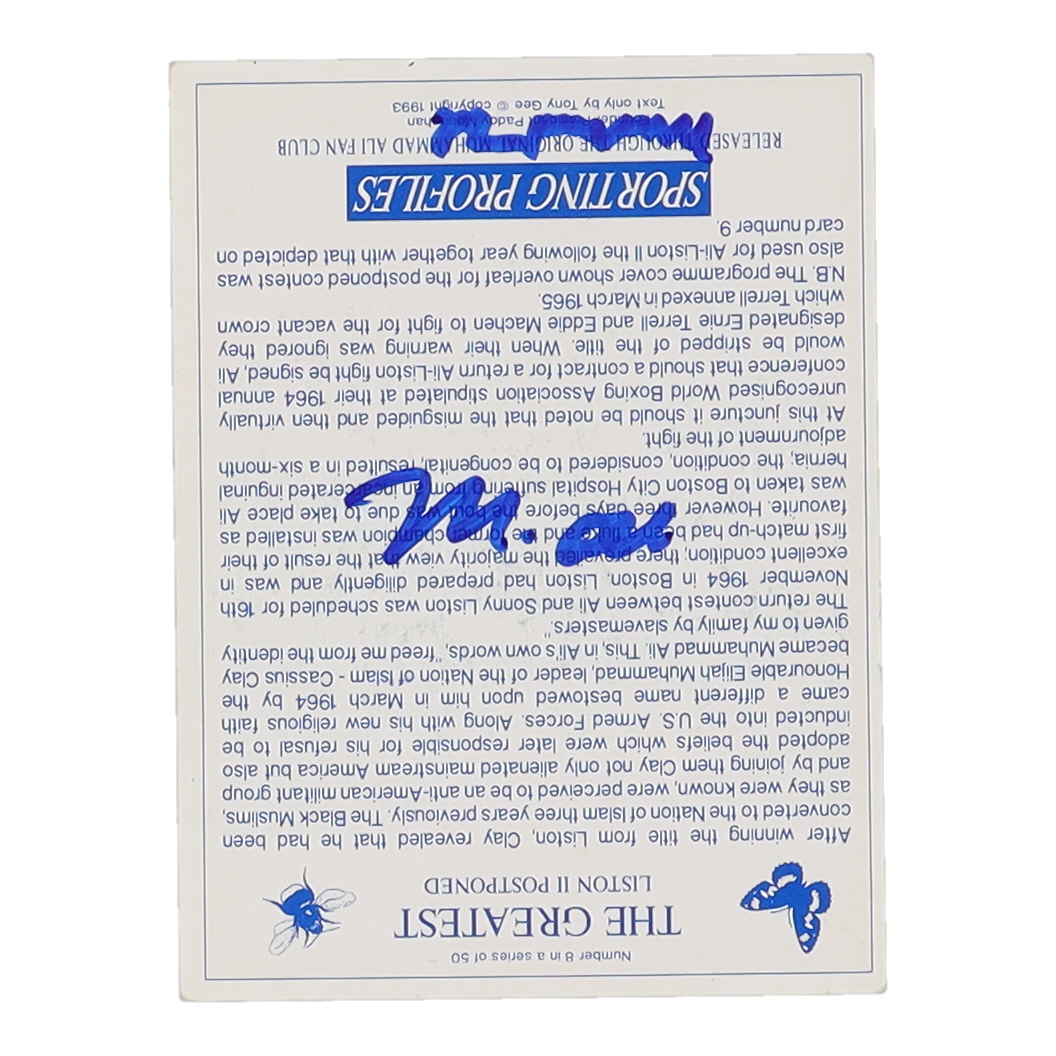 Number 8 in a series of 50
THE GREATEST
LISTON II POSTPONED
After winning the title from Liston, Clay revealed that he had been
converted to the Nation of Islam three years previously. The Black Muslims,
as they were known, were perceived to be an anti-American militant group
and by joining them Clay not only alienated mainstream America but also
adopted the beliefs which were later responsible for his refusal to be
inducted into the U.S. Armed Forces. Along with his new religious faith
came a different name bestowed upon him in March 1964 by the
Honourable Elijah Muhammad, leader of the Nation of Islam - Cassius Clay
became Muhammad Ali. This, in Ali's own words, "freed me from the identity
given to my family by slavemasters".
The return contest between Ali and Sonny Liston was scheduled for 16th
November 1964 in Boston. Liston had prepared diligently and was in
excellent condition; there prevailed the majority view that the result of their
first match-up had been a fluke and the former champion was installed as
favourite. However three days before the bout was due to take place Ali
was taken to Boston City Hospital suffering from an incarcerated inguinal
hernia; the condition, considered to be congenital, resulted in a six-month
adjournment of the fight.
At this juncture it should be noted that the misguided and then virtually
unrecognised World Boxing Association stipulated at their 1964 annual
conference that should a contract for a return Ali-Liston fight be signed, Ali
would be stripped of the title. When their warning was ignored they
designated Ernie Terrell and Eddie Machen to fight for the vacant crown
which Terrell annexed in March 1965.
N.B. The programme cover shown overleaf for the postponed contest was
also used for Ali-Liston II the following year together with that depicted on
card number 9.
SPORTING PROFILES
RELEASED THROUGH THE ORIGINAL MUHAMMAD ALI FAN CLUB
Founder President Paddy Monaghan
Text only by Tony Gee © copyright 1993